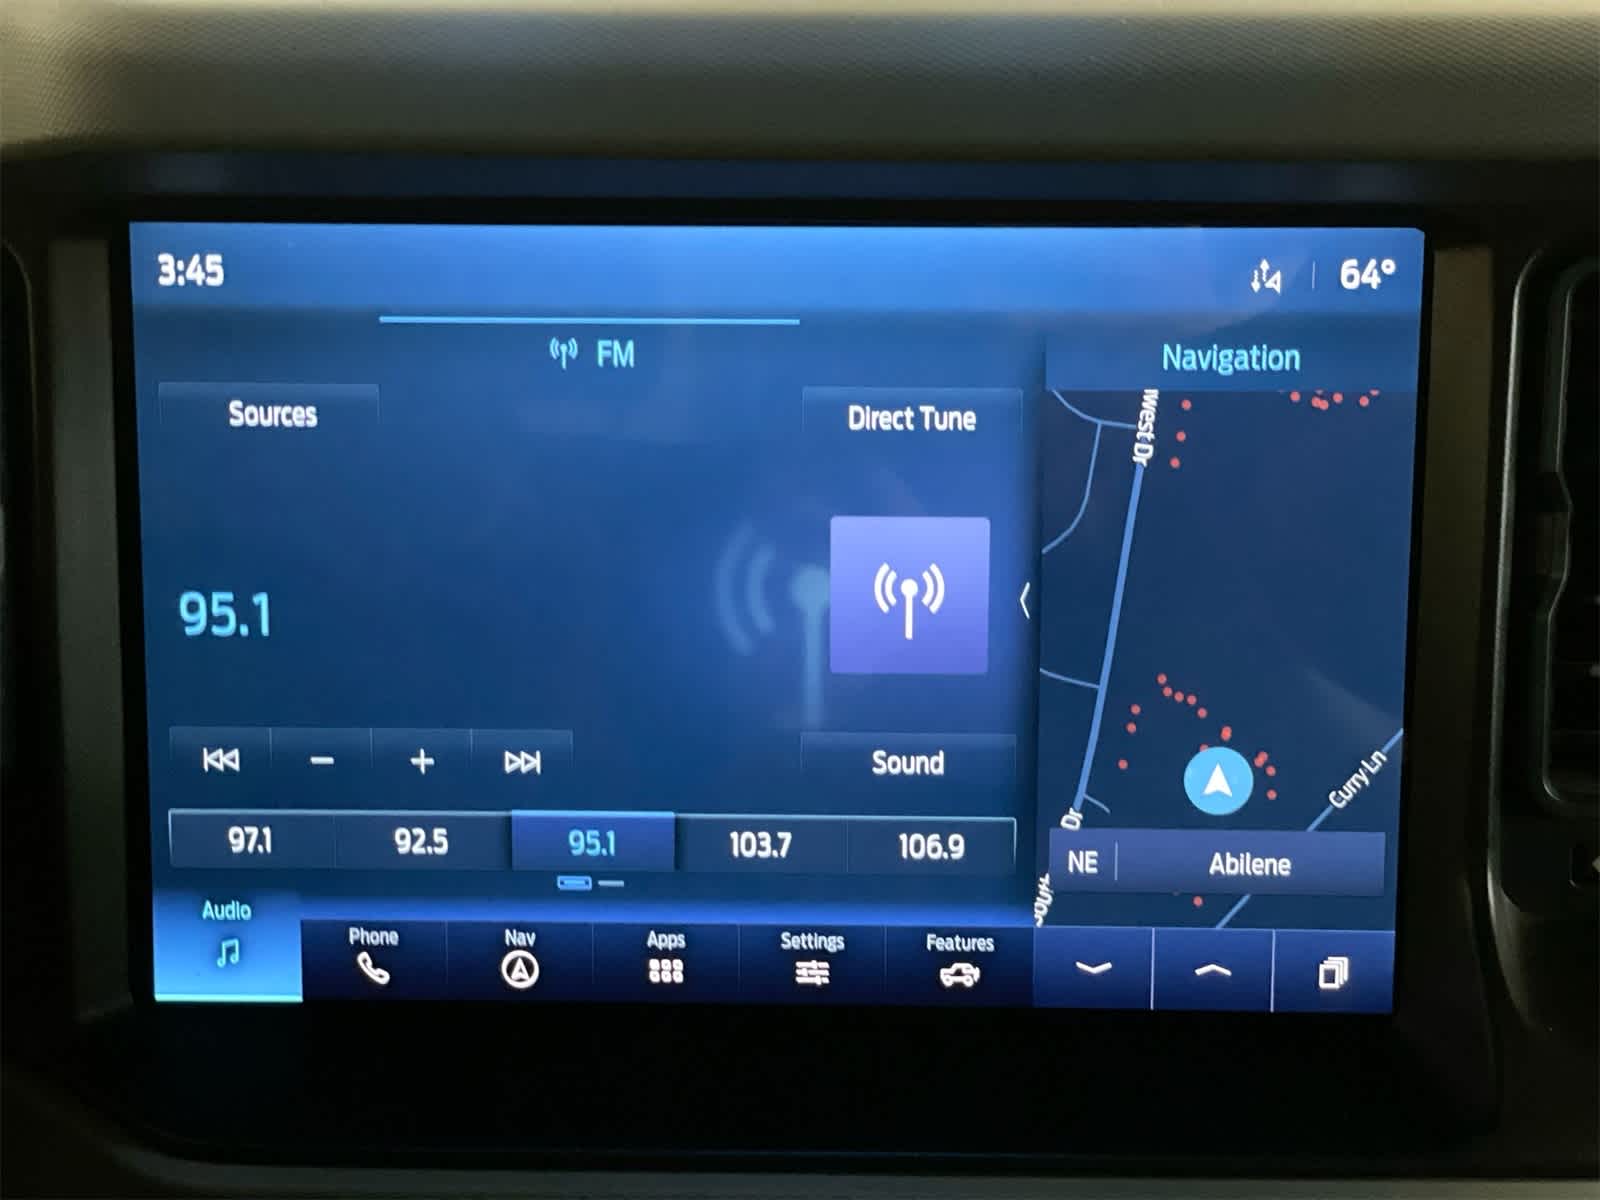 3:45
64°
FM
Navigation
Sources
Direct Tune
west Dr
95.1
Sound
Curry Ln
Dr
97.1
92.5
95.1
103.7
106.9
NE
Abilene
Audio
Phone
Nav
Apps
Settings
Features